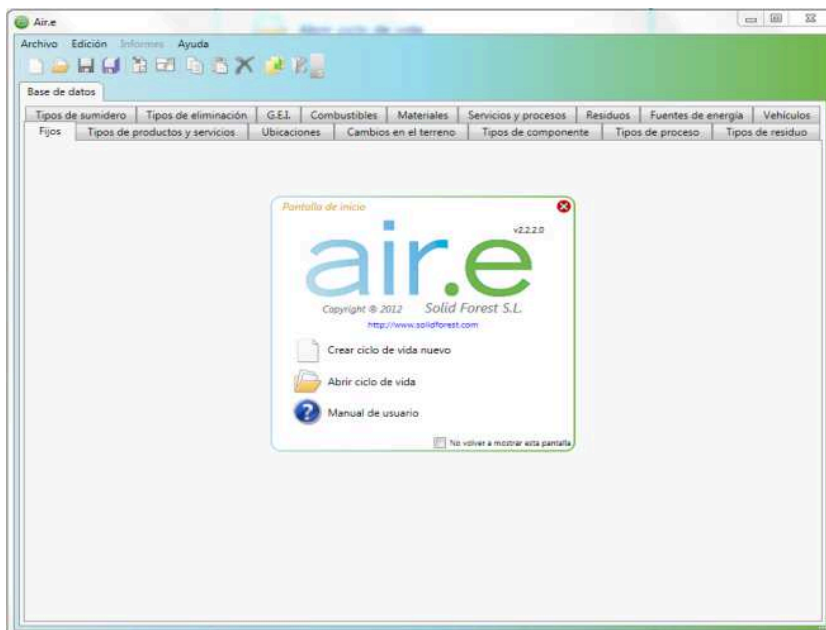 Air.e
Archivo Edición Informes Ayuda
Base de datos
Tipos de sumidero Tipos de eliminación G.E.I. Combustibles Materiales Servicios y procesos Residuos Fuentes de energía Vehículos
Fijos Tipos de productos y servicios Ubicaciones Cambios en el terreno Tipos de componente Tipos de proceso Tipos de residuo
Pantalla de inicio
v2.2.2.0
air.e
Copyright ® 2012 Solid Forest S.L.
http://www.solidforest.com
Crear ciclo de vida nuevo
Abrir ciclo de vida
Manual de usuario
No volver a mostrar esta pantalla